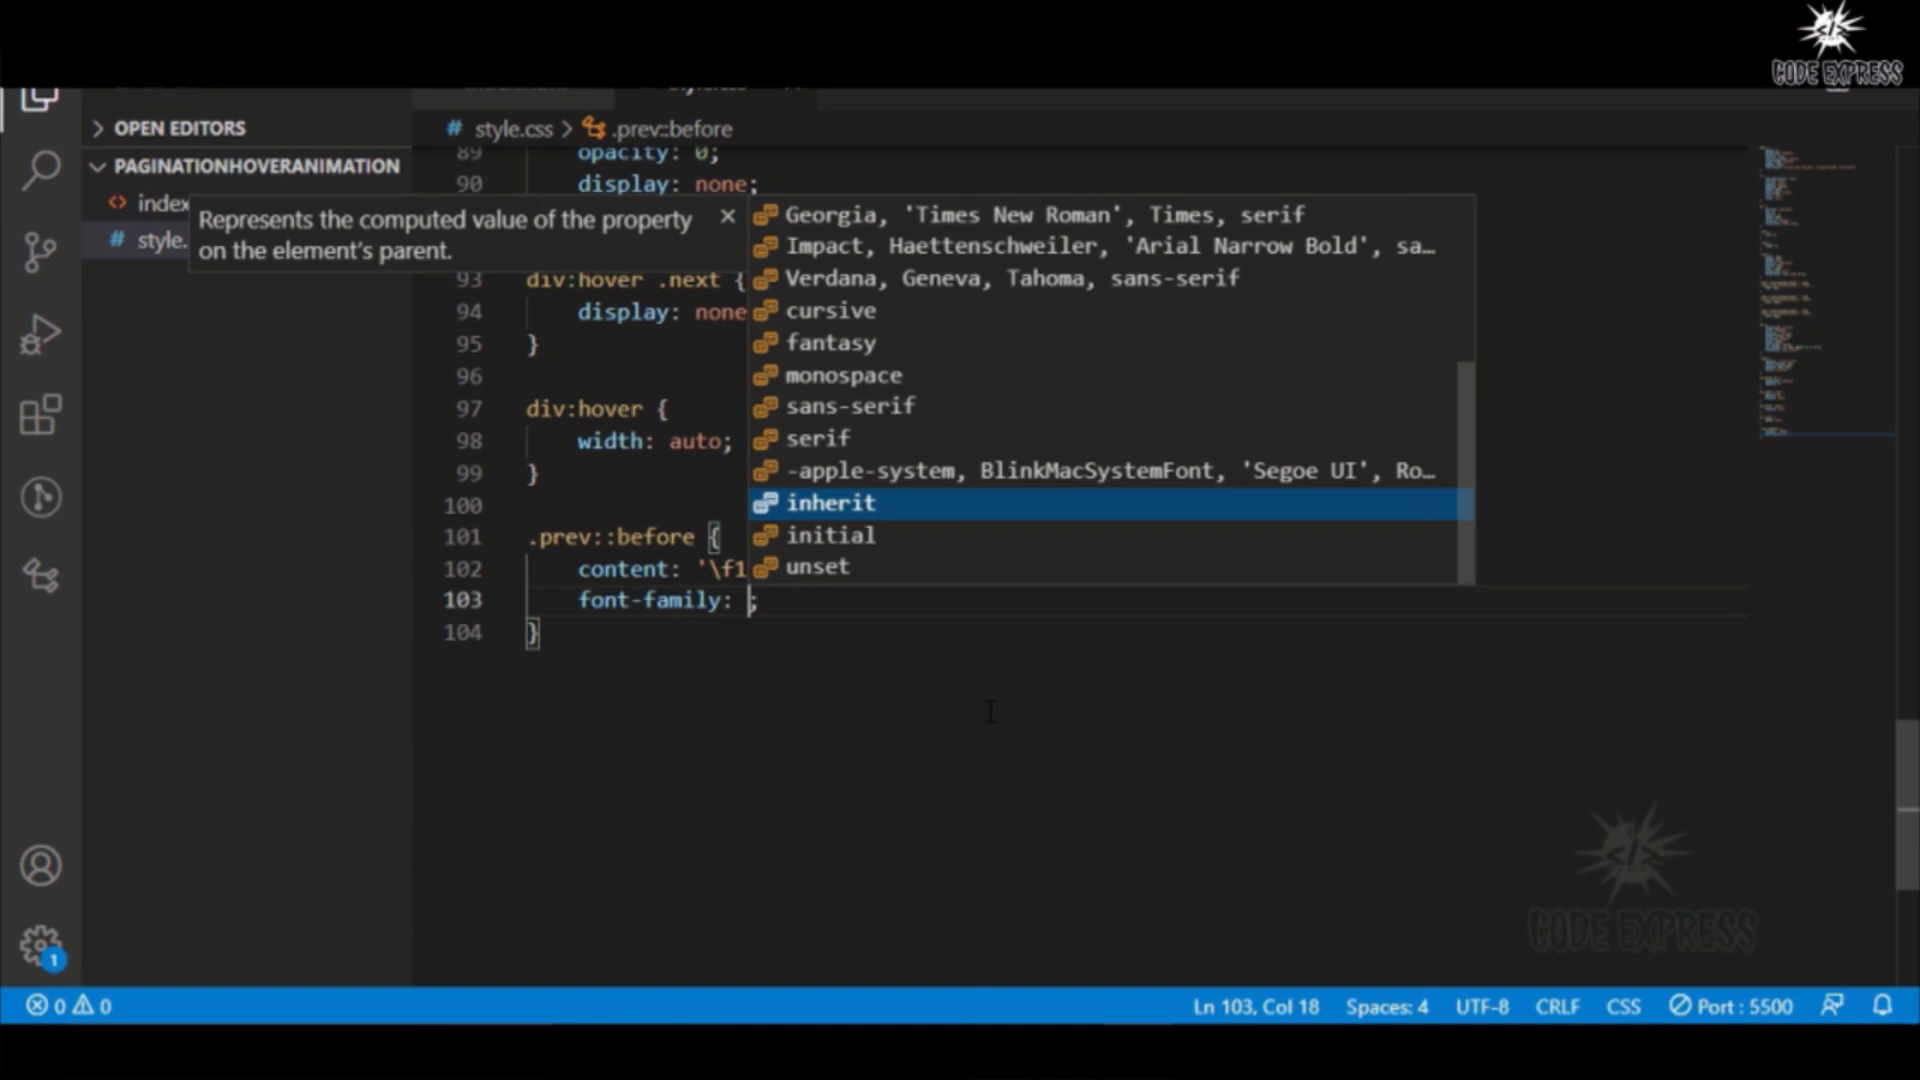 CODE EXPRESS
OPEN EDITORS
# style.css > .prev::before
PAGINATIONHOVERANIMATION
89 opacity: 0;
90 display: none;
index
# style.
Represents the computed value of the property
on the element's parent.
Georgia, 'Times New Roman', Times, serif
Impact, Haettenschweiler, 'Arial Narrow Bold', sa…
Verdana, Geneva, Tahoma, sans-serif
cursive
fantasy
monospace
sans-serif
serif
-apple-system, BlinkMacSystemFont, 'Segoe UI', Ro…
inherit
initial
unset
93 div:hover .next {
94 display: none
95 }
96
97 div:hover {
98 width: auto;
99 }
100
101 .prev::before {
102 content: '\f1
103 font-family: ;
104 }
CODE EXPRESS
1
0 0
Ln 103, Col 18 Spaces: 4 UTF-8 CRLF CSS Port : 5500